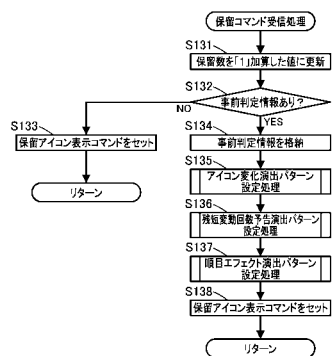 保留コマンド受信処理
S131
保留数を「1」加算した値に更新
S132
事前判定情報あり?
NO
YES
S133
保留アイコン表示コマンドをセット
リターン
S134
事前判定情報を格納
S135
アイコン変化演出パターン
設定処理
S136
残短変動回数予告演出パターン
設定処理
S137
順目エフェクト演出パターン
設定処理
S138
保留アイコン表示コマンドをセット
リターン